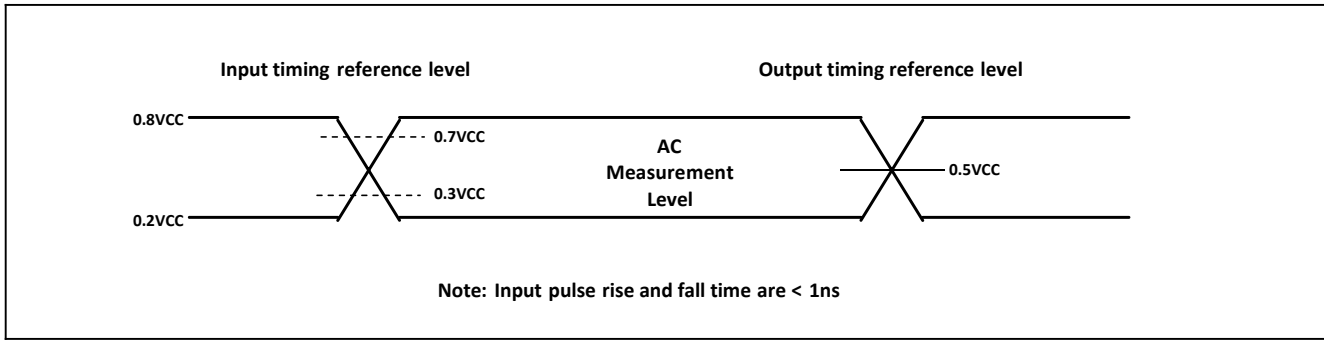 Input timing reference level
Output timing reference level
0.8VCC
0.7VCC
AC
Measurement
Level
0.5VCC
0.3VCC
0.2VCC
Note: Input pulse rise and fall time are < 1ns